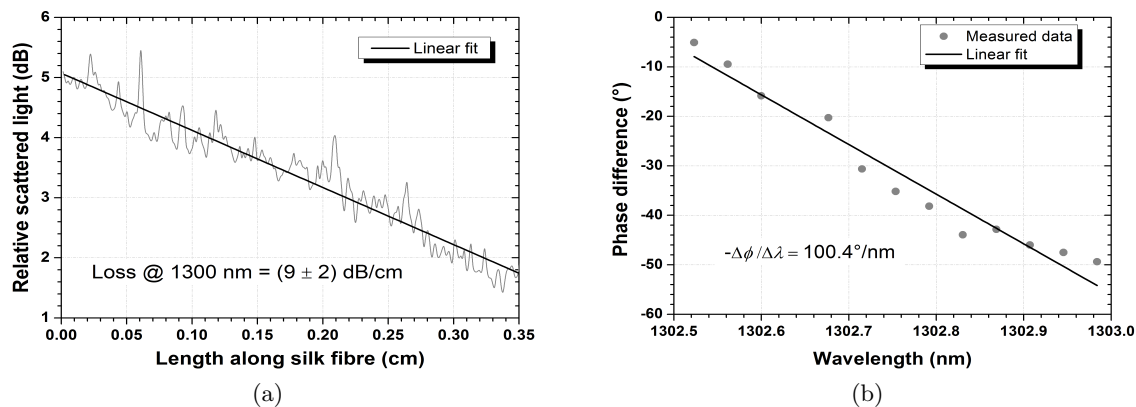 6
5
4
3
2
1
Relative scattered light (dB)
Linear fit
Loss @ 1300 nm = (9 ± 2) dB/cm
0.00 0.05 0.10 0.15 0.20 0.25 0.30 0.35
Length along silk fibre (cm)
(a)
0
-10
-20
-30
-40
-50
-60
Phase difference (°)
Measured data
Linear fit
-Δϕ/Δλ = 100.4°/nm
1302.5 1302.6 1302.7 1302.8 1302.9 1303.0
Wavelength (nm)
(b)